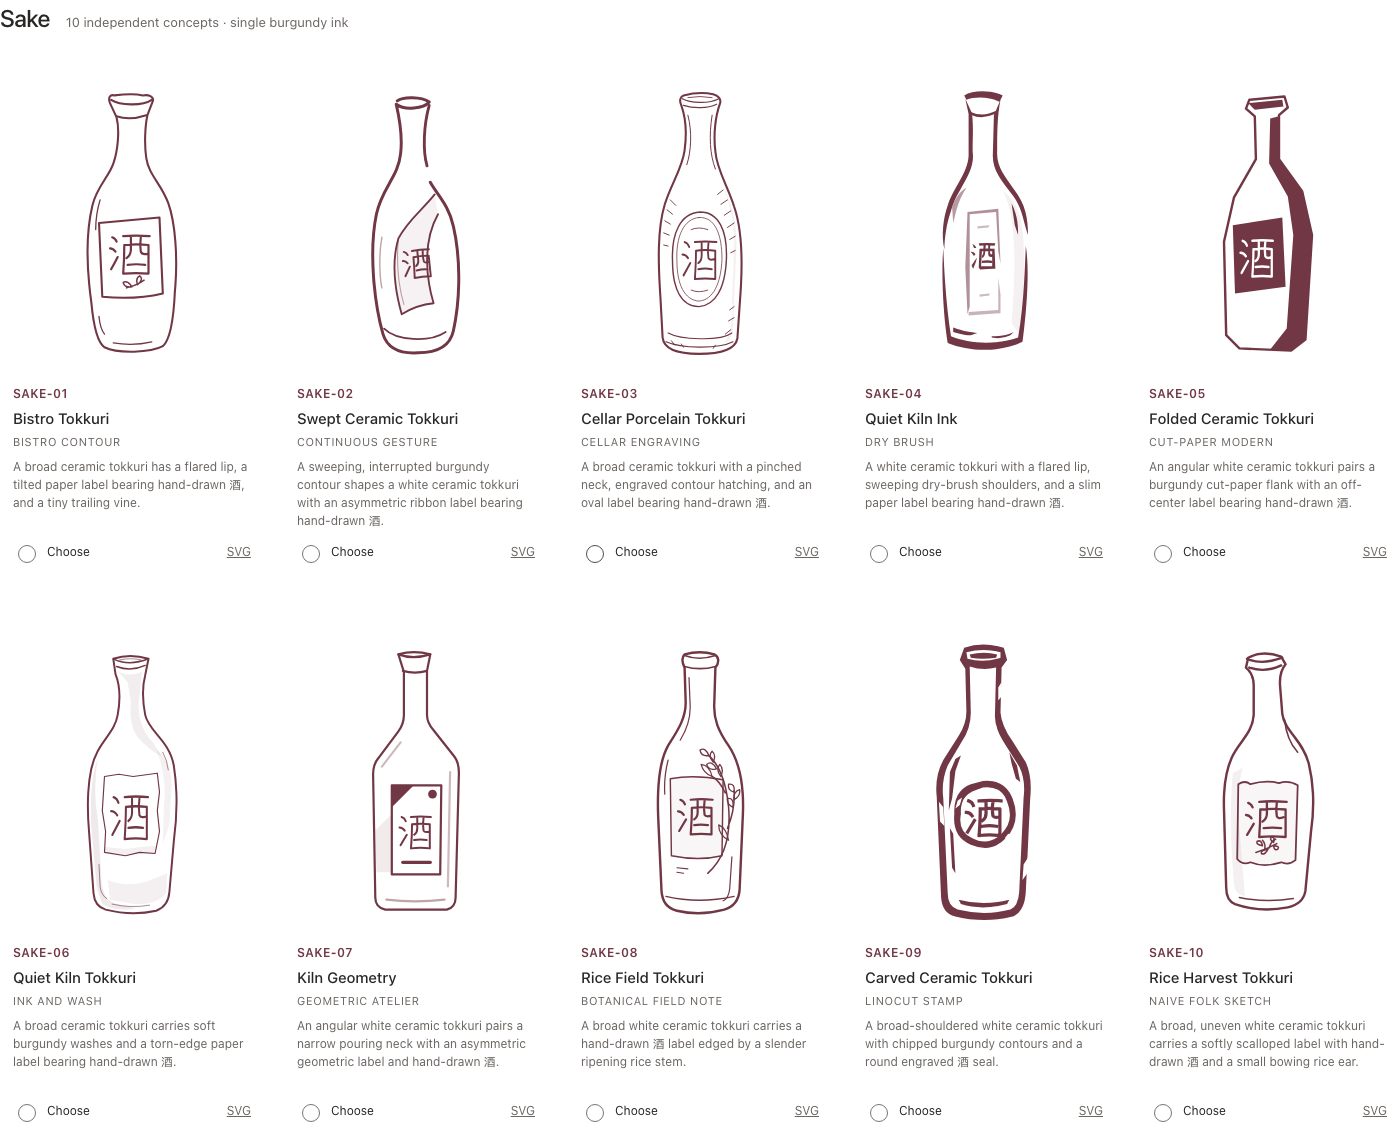 Sake 10 independent concepts · single burgundy ink
酒 酒 酒 酒 酒
SAKE-01
Bistro Tokkuri
BISTRO CONTOUR
A broad ceramic tokkuri has a flared lip, a
tilted paper label bearing hand-drawn 酒,
and a tiny trailing vine.
Choose SVG
SAKE-02
Swept Ceramic Tokkuri
CONTINUOUS GESTURE
A sweeping, interrupted burgundy
contour shapes a white ceramic tokkuri
with an asymmetric ribbon label bearing
hand-drawn 酒.
Choose SVG
SAKE-03
Cellar Porcelain Tokkuri
CELLAR ENGRAVING
A broad ceramic tokkuri with a pinched
neck, engraved contour hatching, and an
oval label bearing hand-drawn 酒.
Choose SVG
SAKE-04
Quiet Kiln Ink
DRY BRUSH
A white ceramic tokkuri with a flared lip,
sweeping dry-brush shoulders, and a slim
paper label bearing hand-drawn 酒.
Choose SVG
SAKE-05
Folded Ceramic Tokkuri
CUT-PAPER MODERN
An angular white ceramic tokkuri pairs a
burgundy cut-paper flank with an off-
center label bearing hand-drawn 酒.
Choose SVG
酒 酒 酒 酒 酒
SAKE-06
Quiet Kiln Tokkuri
INK AND WASH
A broad ceramic tokkuri carries soft
burgundy washes and a torn-edge paper
label bearing hand-drawn 酒.
Choose SVG
SAKE-07
Kiln Geometry
GEOMETRIC ATELIER
An angular white ceramic tokkuri pairs a
narrow pouring neck with an asymmetric
geometric label and hand-drawn 酒.
Choose SVG
SAKE-08
Rice Field Tokkuri
BOTANICAL FIELD NOTE
A broad white ceramic tokkuri carries a
hand-drawn 酒 label edged by a slender
ripening rice stem.
Choose SVG
SAKE-09
Carved Ceramic Tokkuri
LINOCUT STAMP
A broad-shouldered white ceramic tokkuri
with chipped burgundy contours and a
round engraved 酒 seal.
Choose SVG
SAKE-10
Rice Harvest Tokkuri
NAIVE FOLK SKETCH
A broad, uneven white ceramic tokkuri
carries a softly scalloped label with hand-
drawn 酒 and a small bowing rice ear.
Choose SVG